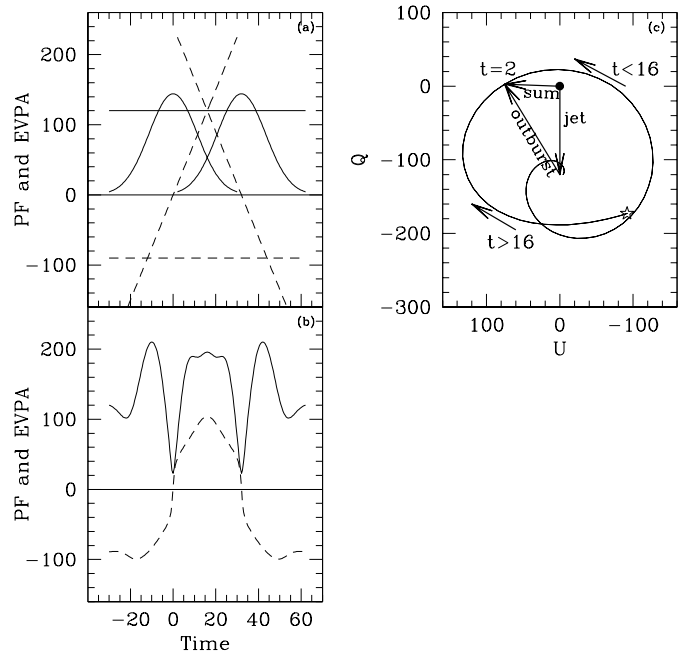 (a)
200
100
0
−100
PF and EVPA
(b)
200
100
0
−100
PF and EVPA
−20 0 20 40 60
Time
(c)
0
−100
−200
−300
Q
100 0 −100
U
t=2
t<16
sum
jet
outburst
t>16